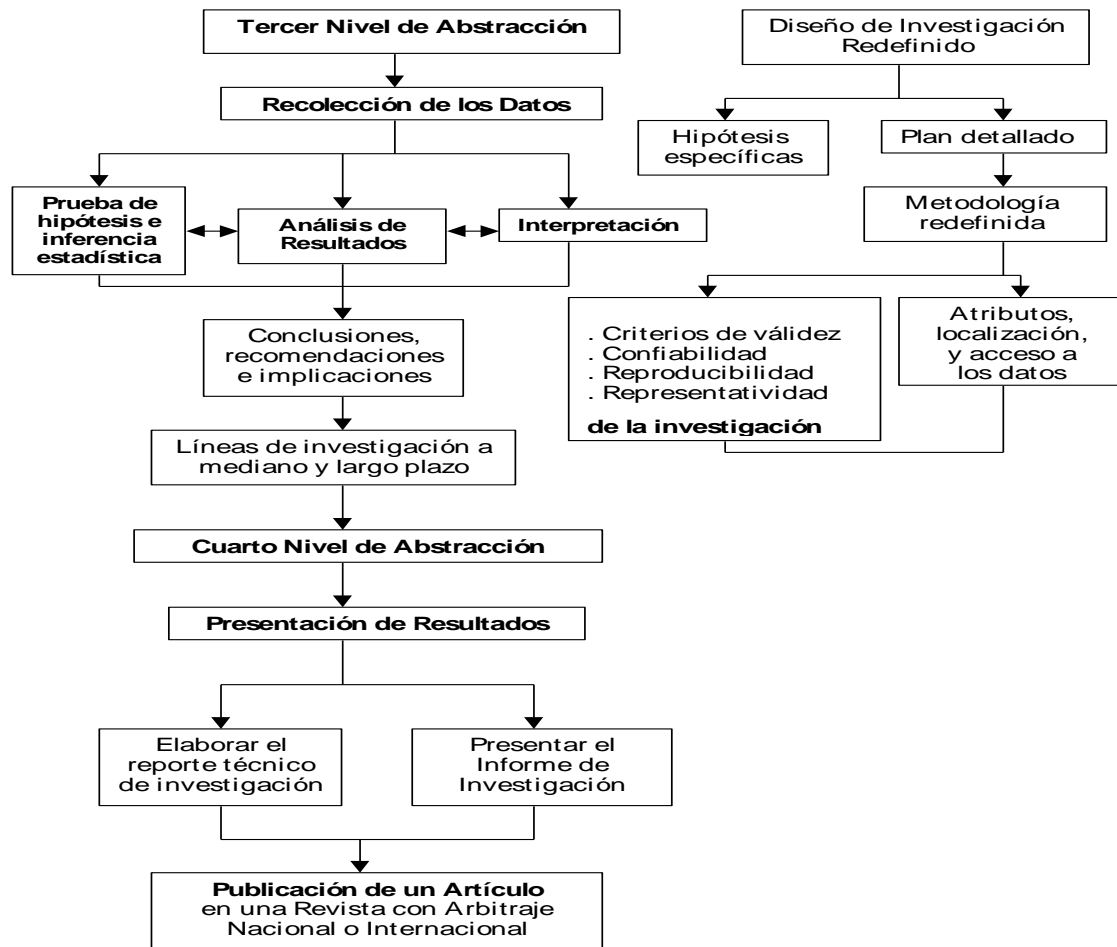 Tercer Nivel de Abstracción
Recolección de los Datos
Prueba de
hipótesis e
inferencia
estadística
Análisis de
Resultados
Interpretación
Conclusiones,
recomendaciones
e implicaciones
Líneas de investigación a
mediano y largo plazo
Cuarto Nivel de Abstracción
Presentación de Resultados
Elaborar el
reporte técnico
de investigación
Presentar el
Informe de
Investigación
Publicación de un Artículo
en una Revista con Arbitraje
Nacional o Internacional
Diseño de Investigación
Redefinido
Hipótesis
específicas
Plan detallado
Metodología
redefinida
. Criterios de válidez
. Confiabilidad
. Reproducibilidad
. Representatividad
de la investigación
Atributos,
localización,
y acceso a
los datos